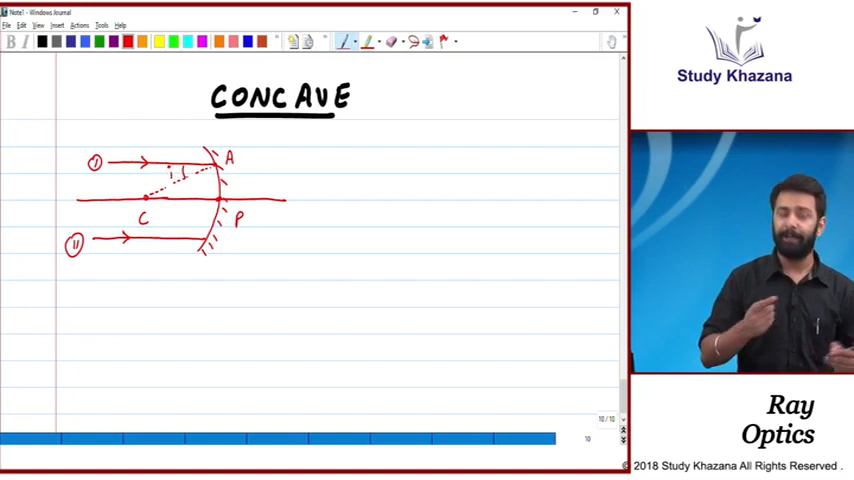 Note1 - Windows Journal
File Edit View Insert Actions Tools Help
B I
CONCAVE
I
A
i
C
P
II
10 / 10
10
Study Khazana
Ray
Optics
© 2018 Study Khazana All Rights Reserved .